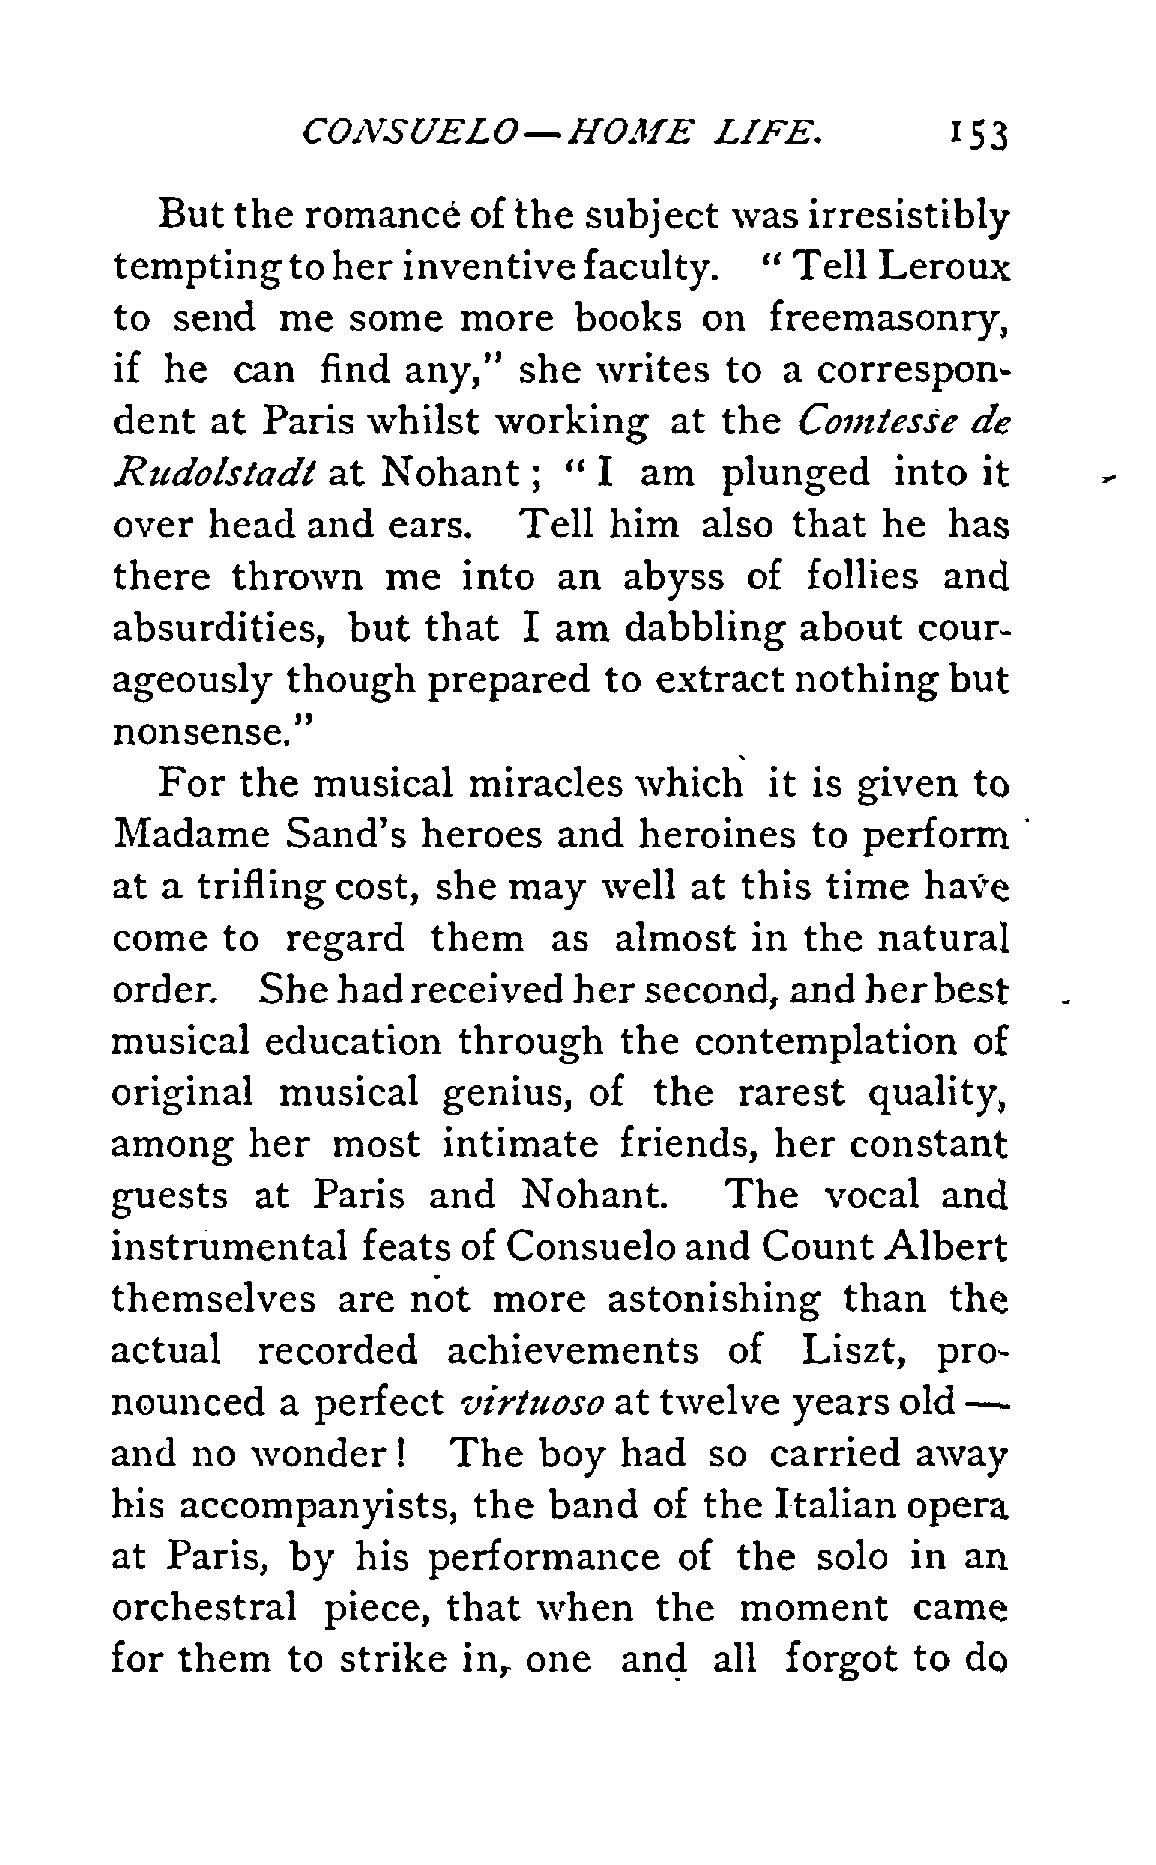 CONSUELO—HOME LIFE. 153
But the romance of the subject was irresistibly
tempting to her inventive faculty. “ Tell Leroux
to send me some more books on freemasonry,
if he can find any,” she writes to a correspon-
dent at Paris whilst working at the Comtesse de
Rudolstadt at Nohant ; “ I am plunged into it
over head and ears. Tell him also that he has
there thrown me into an abyss of follies and
absurdities, but that I am dabbling about cour-
ageously though prepared to extract nothing but
nonsense.”
For the musical miracles which it is given to
Madame Sand’s heroes and heroines to perform
at a trifling cost, she may well at this time have
come to regard them as almost in the natural
order. She had received her second, and her best
musical education through the contemplation of
original musical genius, of the rarest quality,
among her most intimate friends, her constant
guests at Paris and Nohant. The vocal and
instrumental feats of Consuelo and Count Albert
themselves are not more astonishing than the
actual recorded achievements of Liszt, pro-
nounced a perfect virtuoso at twelve years old —
and no wonder ! The boy had so carried away
his accompanyists, the band of the Italian opera
at Paris, by his performance of the solo in an
orchestral piece, that when the moment came
for them to strike in, one and all forgot to do